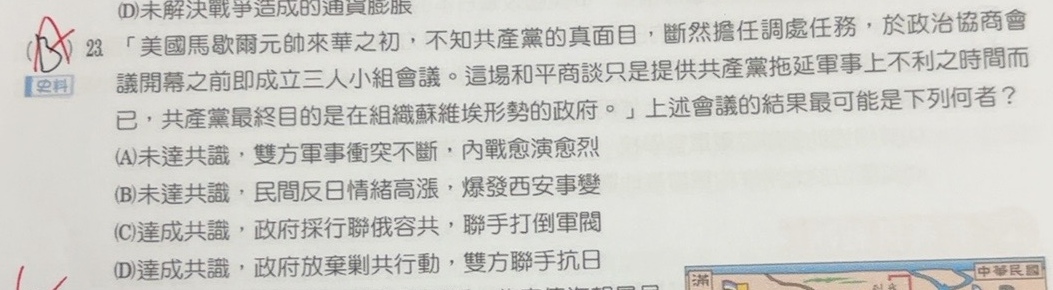 (D)未解決戰爭造成的通貨膨脹
(B) 23 「美國馬歇爾元帥來華之初，不知共產黨的真面目，斷然擔任調處任務，於政治協商會
史料 議開幕之前即成立三人小組會議。這場和平商談只是提供共產黨拖延軍事上不利之時間而
已，共產黨最終目的是在組織蘇維埃形勢的政府。」上述會議的結果最可能是下列何者？
(A)未達共識，雙方軍事衝突不斷，內戰愈演愈烈
(B)未達共識，民間反日情緒高漲，爆發西安事變
(C)達成共識，政府採行聯俄容共，聯手打倒軍閥
(D)達成共識，政府放棄剿共行動，雙方聯手抗日
滿
中華民國